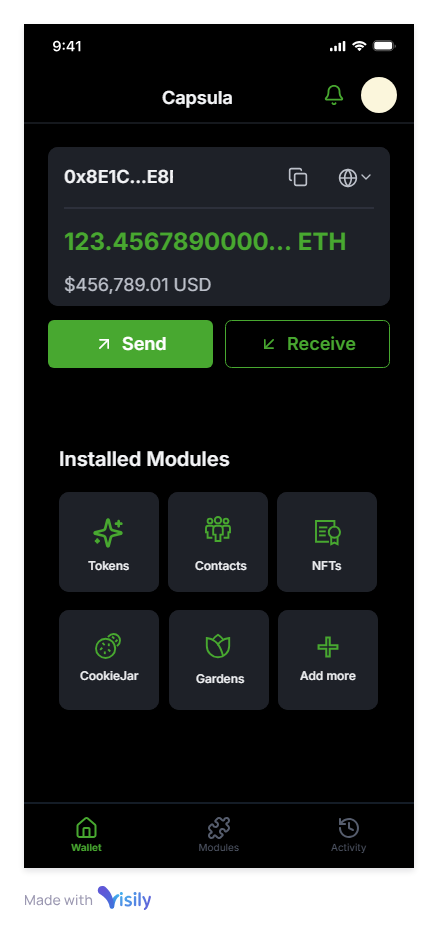 9:41
Capsula
0x8E1C...E8
123.4567890000... ETH
$456,789.01 USD
Send
Receive
Installed Modules
Tokens
Contacts
NFTs
CookieJar
Gardens
Add more
Wallet
Modules
Activity
Made with Visily